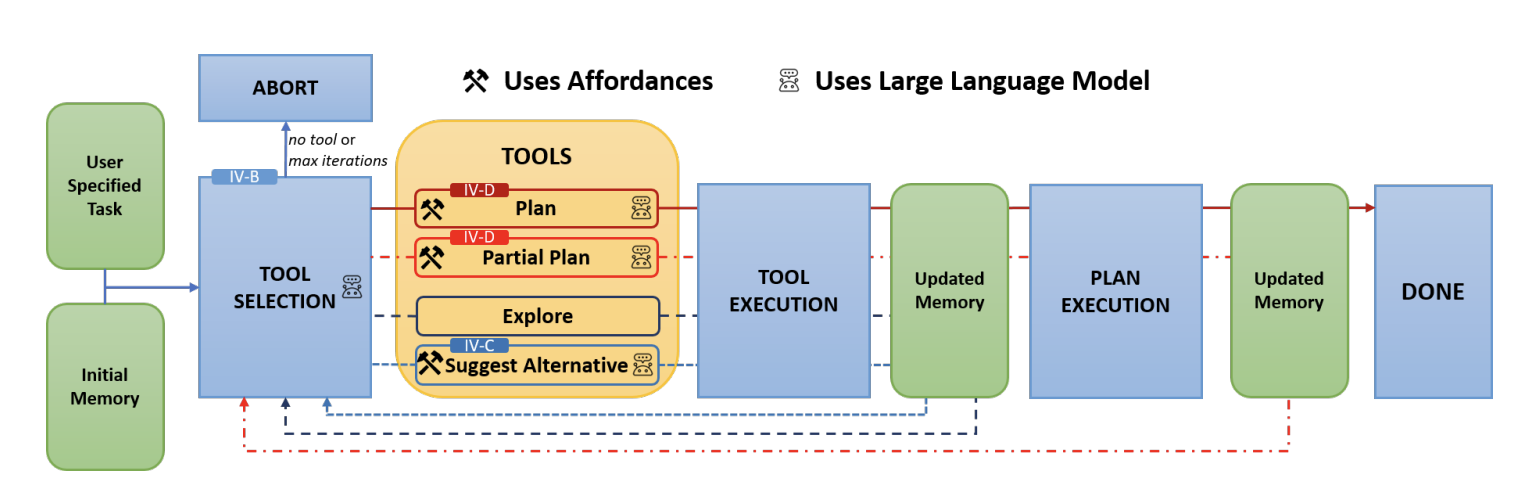 Uses Affordances
Uses Large Language Model
ABORT
no tool or
max iterations
User
Specified
Task
Initial
Memory
IV-B
TOOL
SELECTION
TOOLS
IV-D
Plan
IV-D
Partial Plan
Explore
IV-C
Suggest Alternative
TOOL
EXECUTION
Updated
Memory
PLAN
EXECUTION
Updated
Memory
DONE